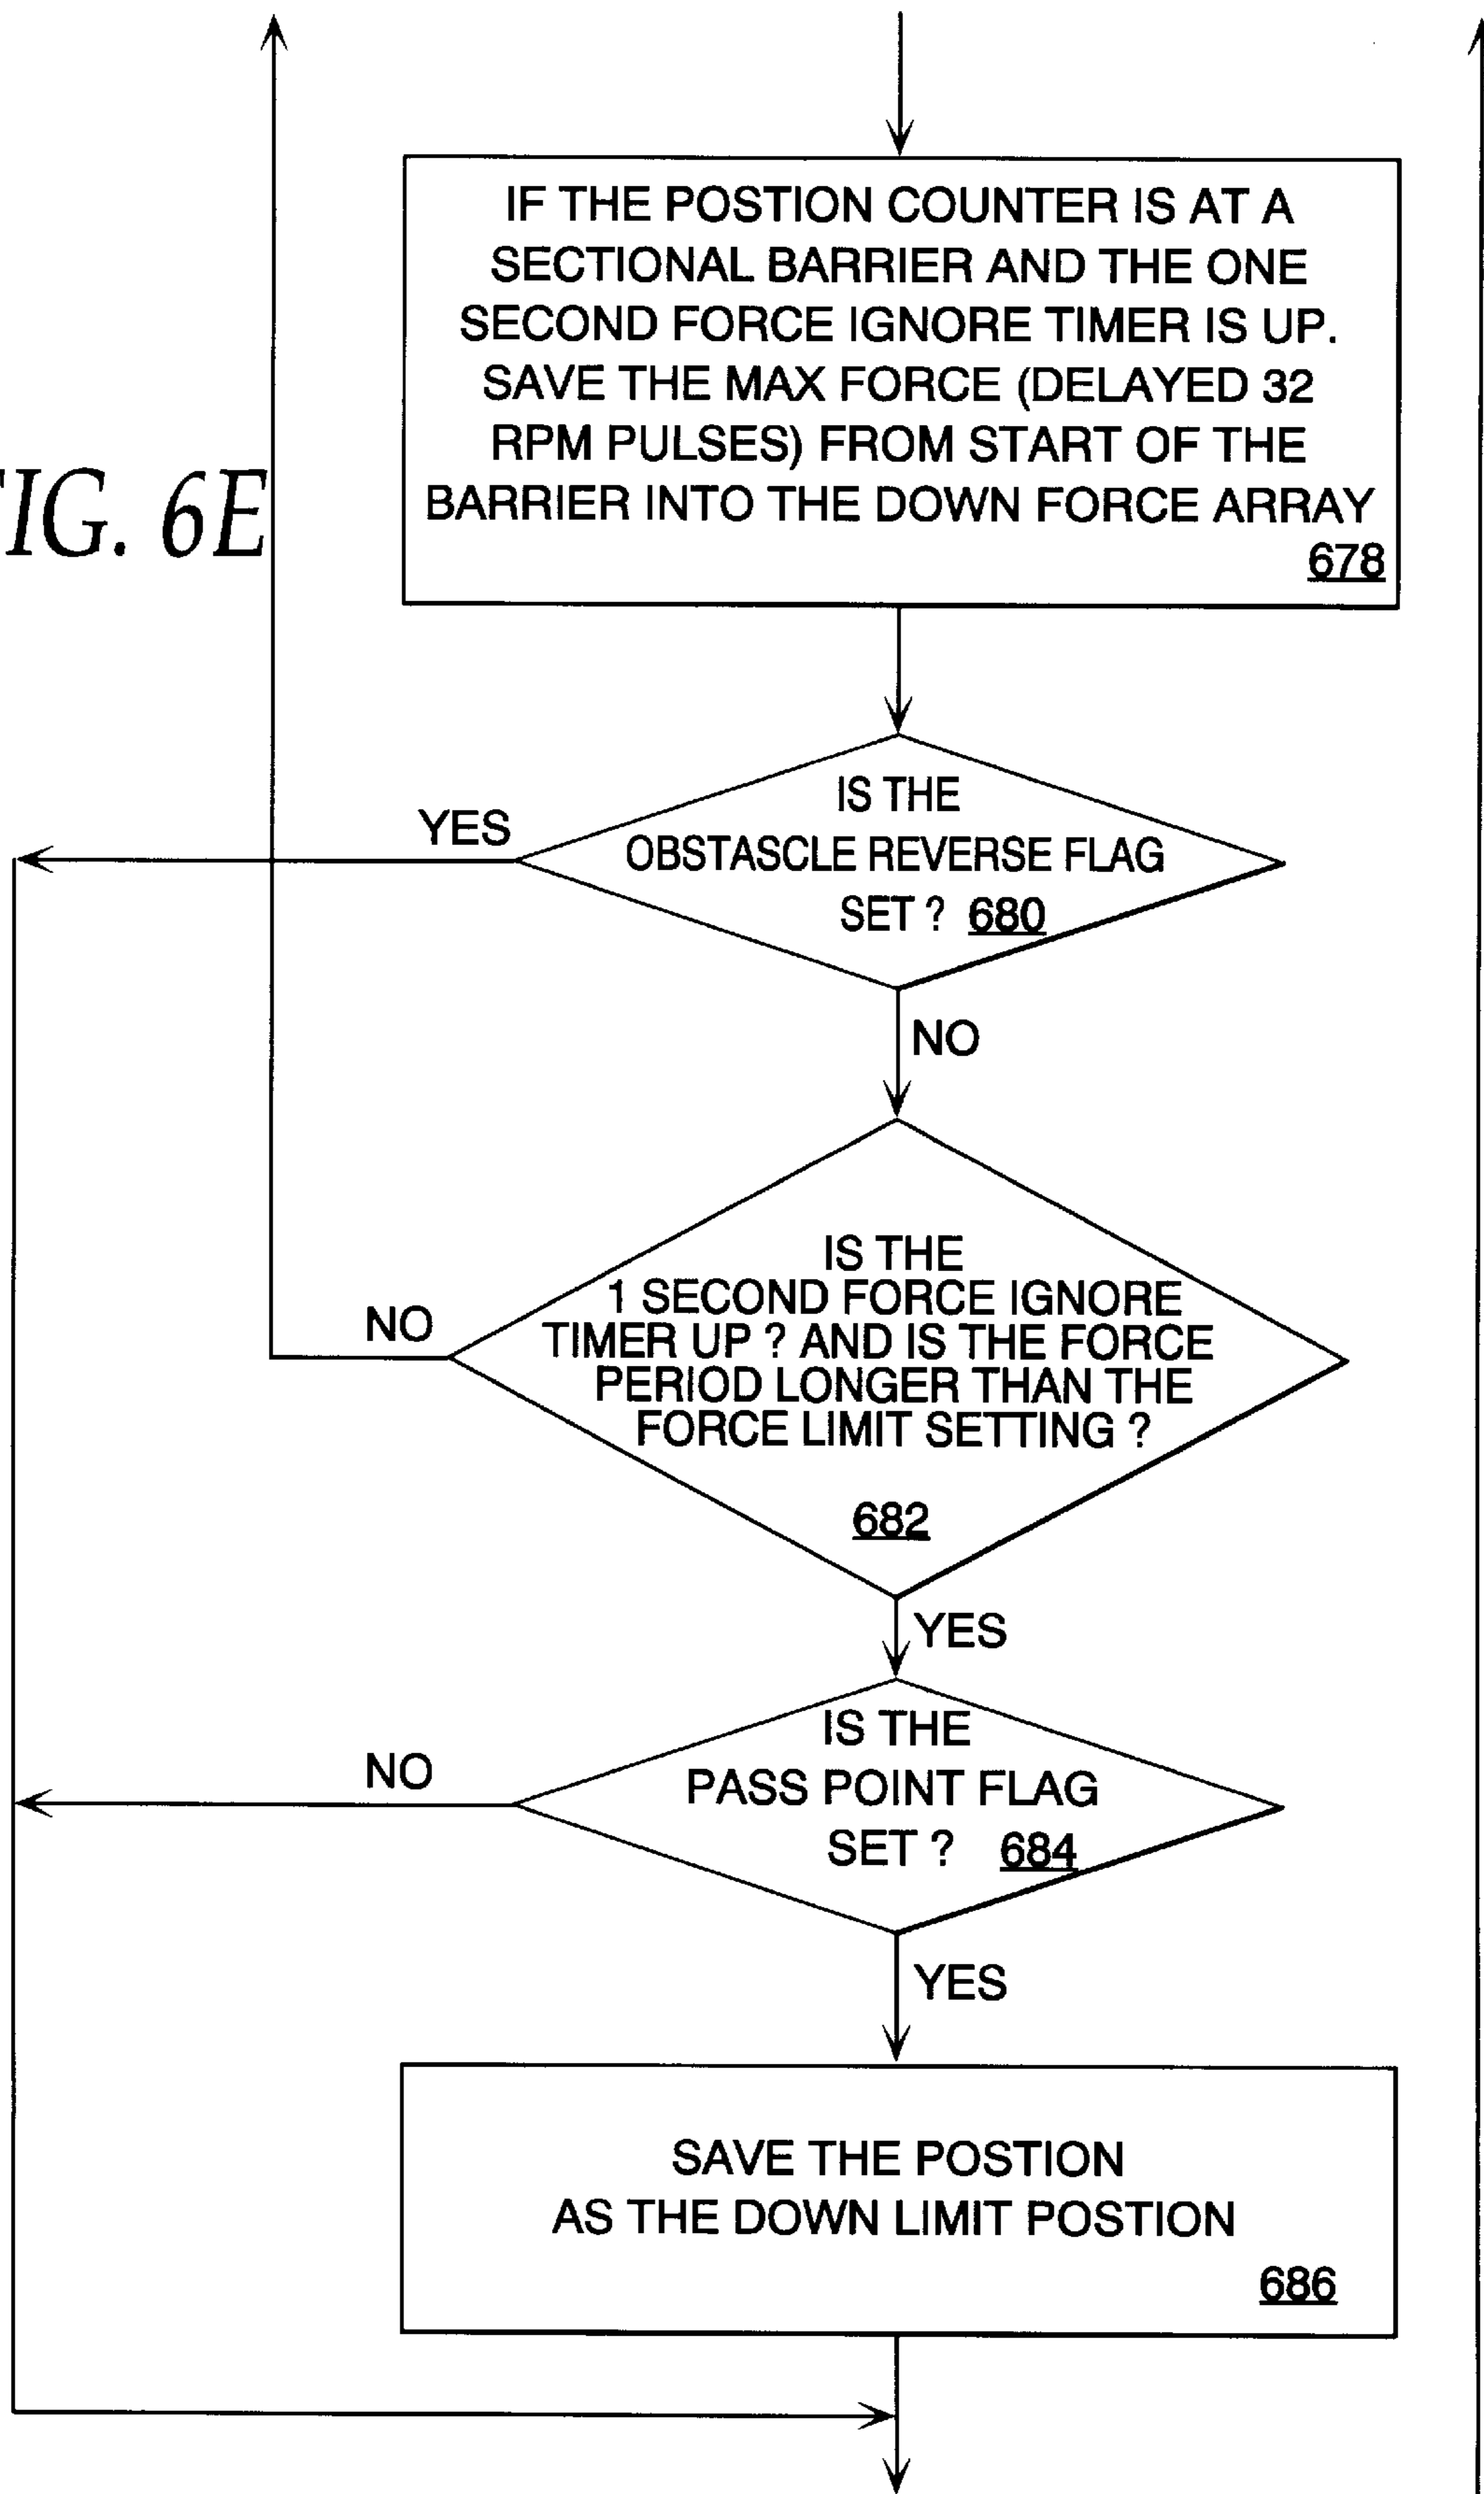 IF THE POSTION COUNTER IS AT A
SECTIONAL BARRIER AND THE ONE
SECOND FORCE IGNORE TIMER IS UP.
SAVE THE MAX FORCE (DELAYED 32
RPM PULSES) FROM START OF THE
BARRIER INTO THE DOWN FORCE ARRAY
678
IG. 6E
IS THE
OBSTASCLE REVERSE FLAG
SET ? 680
YES
NO
IS THE
1 SECOND FORCE IGNORE
TIMER UP ? AND IS THE FORCE
PERIOD LONGER THAN THE
FORCE LIMIT SETTING ?
682
NO
YES
IS THE
PASS POINT FLAG
SET ? 684
NO
YES
SAVE THE POSTION
AS THE DOWN LIMIT POSTION
686